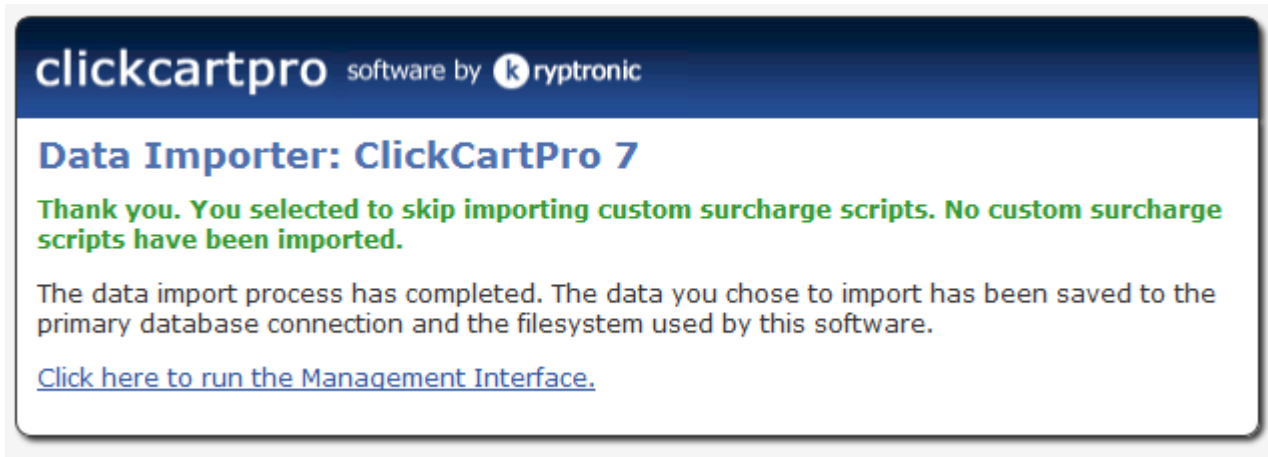 clickcartpro software by kryptronic
Data Importer: ClickCartPro 7
Thank you. You selected to skip importing custom surcharge scripts. No custom surcharge
scripts have been imported.
The data import process has completed. The data you chose to import has been saved to the
primary database connection and the filesystem used by this software.
Click here to run the Management Interface.